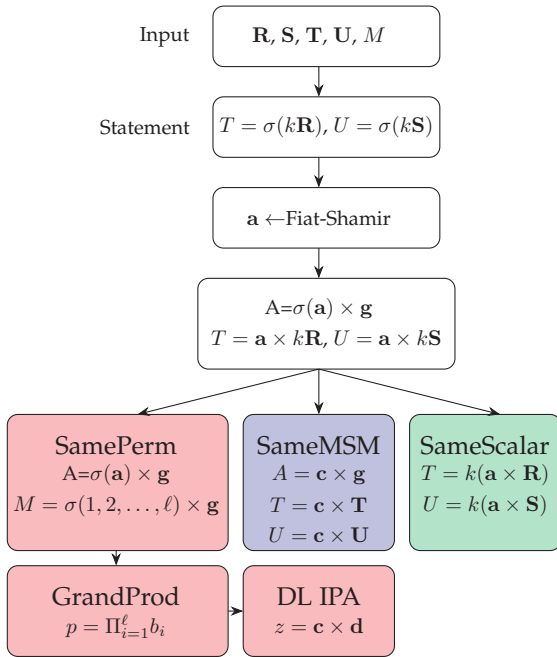 Input
R, S, T, U, M
Statement
T = σ(kR), U = σ(kS)
a ←Fiat-Shamir
A=σ(a) × g
T = a × kR, U = a × kS
SamePerm
A=σ(a) × g
M = σ(1, 2, . . . , ℓ) × g
SameMSM
A = c × g
T = c × T
U = c × U
SameScalar
T = k(a × R)
U = k(a × S)
GrandProd
p = Π_{i=1}^{ℓ} b_i
DL IPA
z = c × d